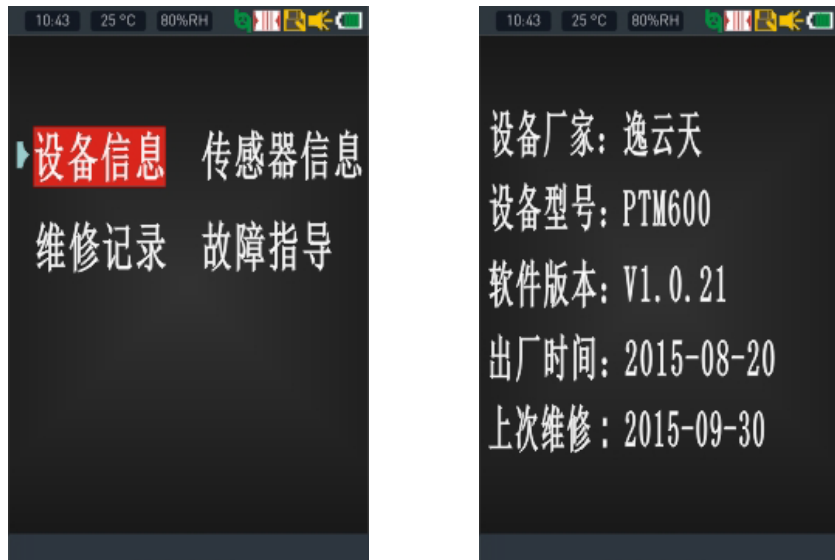 10:43 25 °C 80%RH
设备信息 传感器信息
维修记录 故障指导
10:43 25 °C 80%RH
设备厂家：逸云天
设备型号：PTM600
软件版本：V1.0.21
出厂时间：2015-08-20
上次维修：2015-09-30